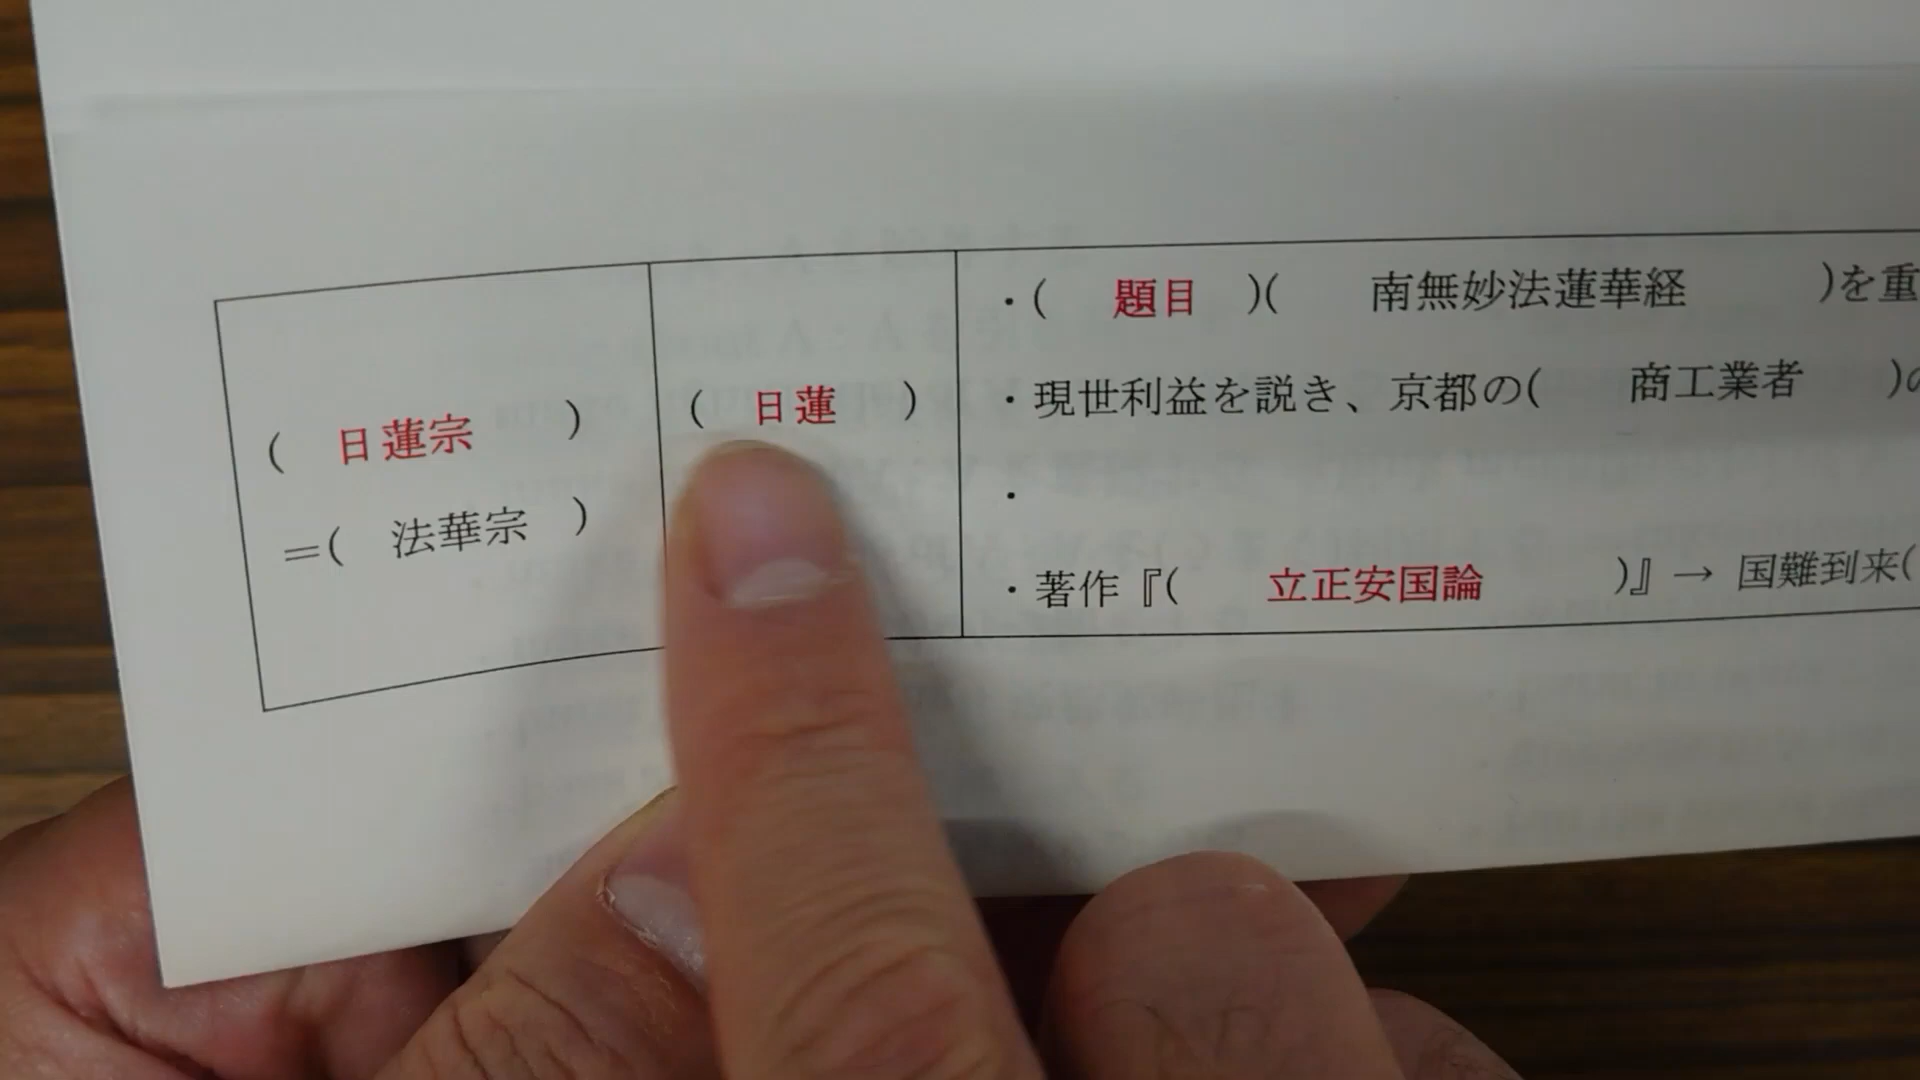 ( 日蓮宗 )
=( 法華宗 )
( 日蓮 )
・( 題目 )( 南無妙法蓮華経 )を重
・現世利益を説き、京都の( 商工業者 )の
・
・著作『( 立正安国論 )』→ 国難到来(